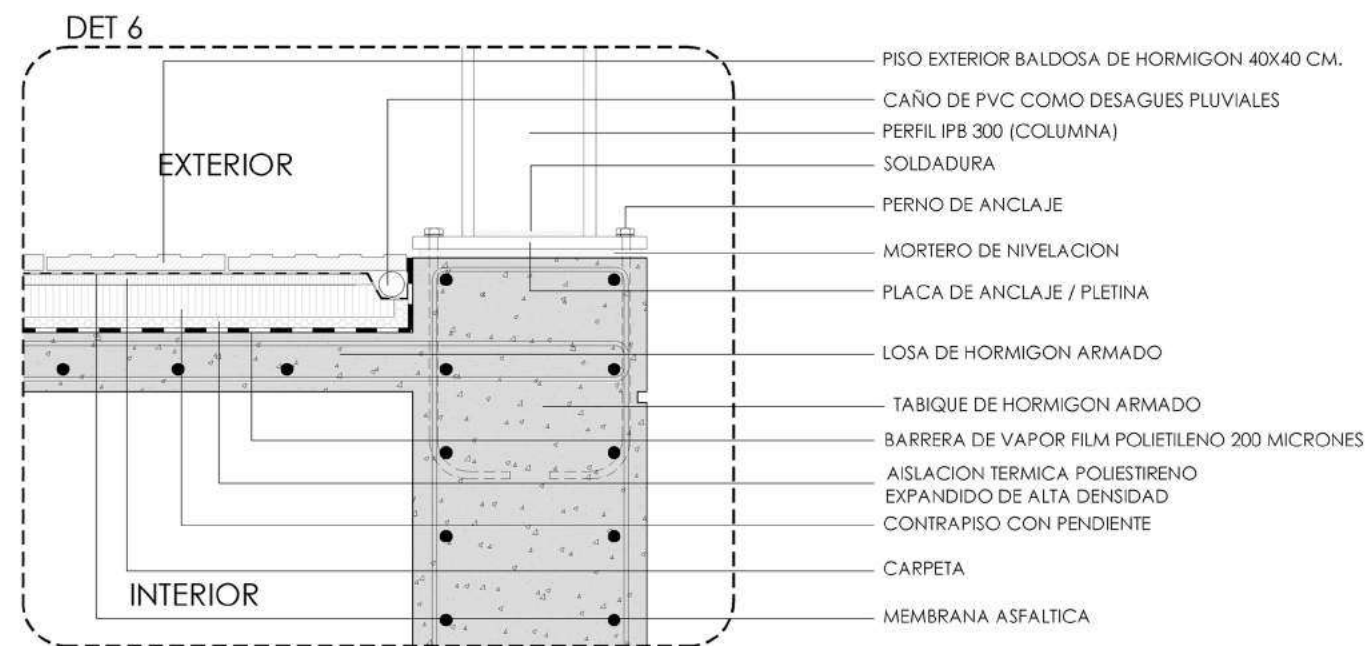 DET 6
EXTERIOR
INTERIOR
PISO EXTERIOR BALDOSA DE HORMIGON 40X40 CM.
CAÑO DE PVC COMO DESAGUES PLUVIALES
PERFIL IPB 300 (COLUMNA)
SOLDADURA
PERNO DE ANCLAJE
MORTERO DE NIVELACION
PLACA DE ANCLAJE / PLETINA
LOSA DE HORMIGON ARMADO
TABIQUE DE HORMIGON ARMADO
BARRERA DE VAPOR FILM POLIETILENO 200 MICRONES
AISLACION TERMICA POLIESTIRENO
EXPANDIDO DE ALTA DENSIDAD
CONTRAPISO CON PENDIENTE
CARPETA
MEMBRANA ASFALTICA